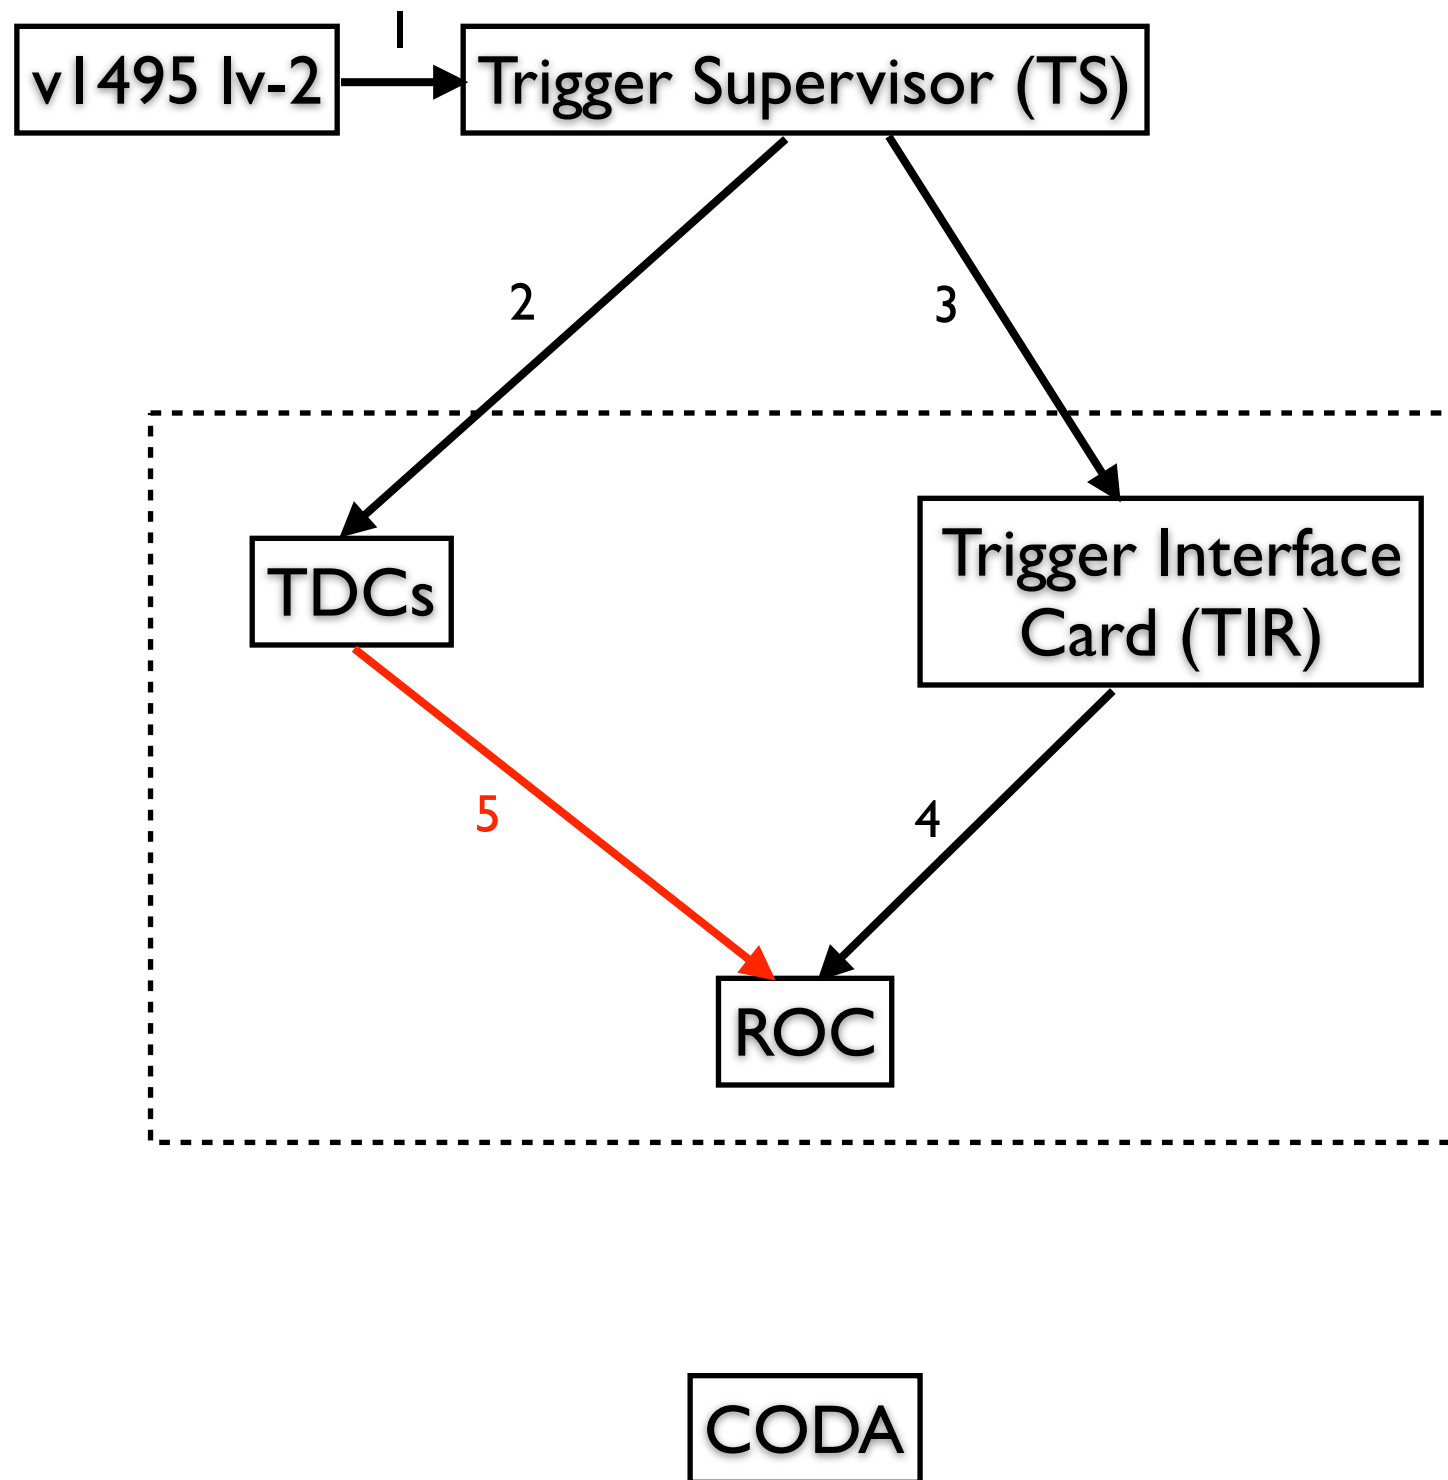 1
v1495 lv-2
Trigger Supervisor (TS)
2
3
TDCs
Trigger Interface
Card (TIR)
5
4
ROC
CODA